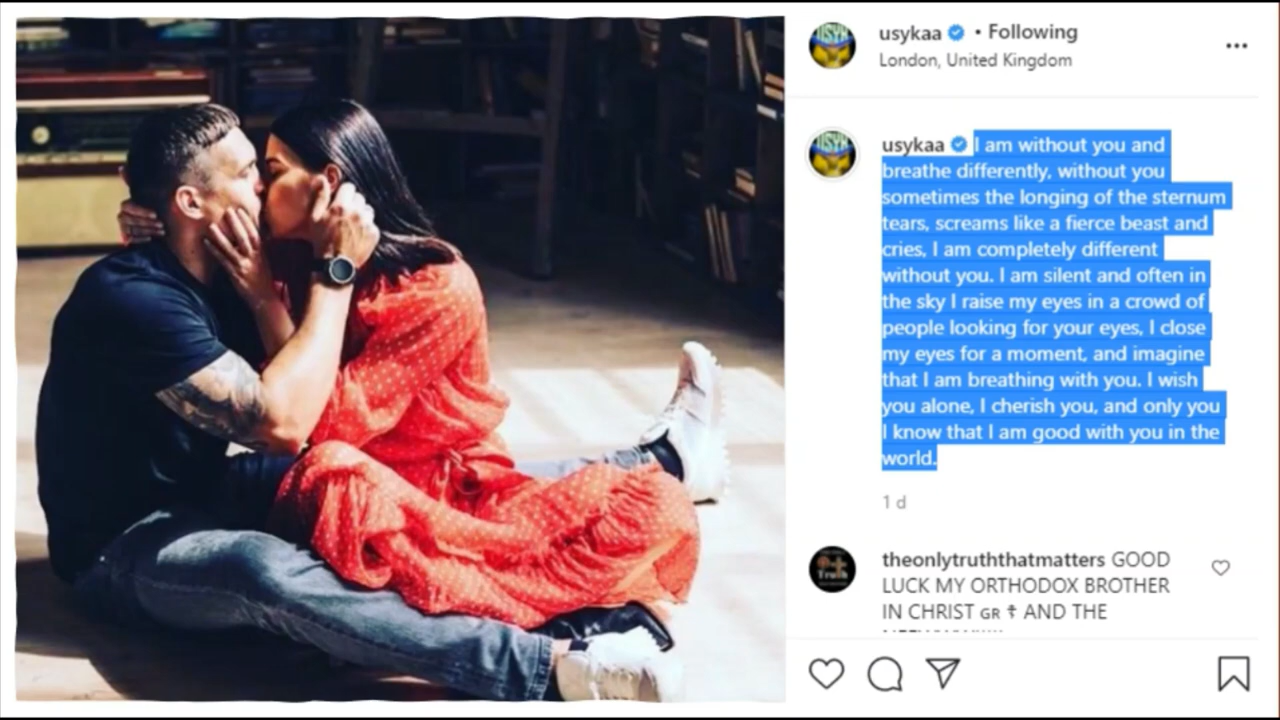 usykaa • Following
London, United Kingdom
usykaa I am without you and
breathe differently, without you
sometimes the longing of the sternum
tears, screams like a fierce beast and
cries, I am completely different
without you. I am silent and often in
the sky I raise my eyes in a crowd of
people looking for your eyes, I close
my eyes for a moment, and imagine
that I am breathing with you. I wish
you alone, I cherish you, and only you
I know that I am good with you in the
world.
1 d
theonlytruththatmatters GOOD
LUCK MY ORTHODOX BROTHER
IN CHRIST GR ☦ AND THE